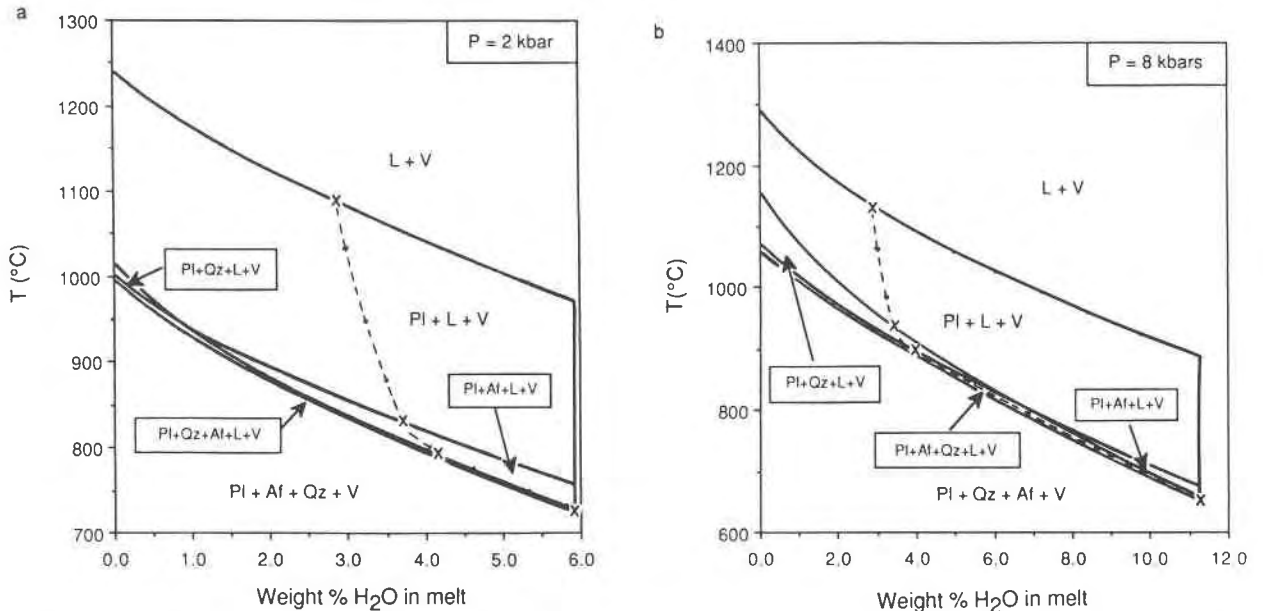 a
P = 2 kbar
1300
1200
1100
1000
900
800
700
T (°C)
L + V
Pl+Qz+L+V
Pl + L + V
Pl+Af+L+V
Pl+Qz+Af+L+V
Pl + Af + Qz + V
0.0 1.0 2.0 3.0 4.0 5.0 6.0
Weight % H₂O in melt
b
P = 8 kbars
1400
1200
1000
800
600
T(°C)
L + V
Pl + L + V
Pl+Qz+L+V
Pl+Af+L+V
Pl+Af+Qz+L+V
Pl + Qz + Af + V
0.0 2.0 4.0 6.0 8.0 10.0 12.0
Weight % H₂O in melt